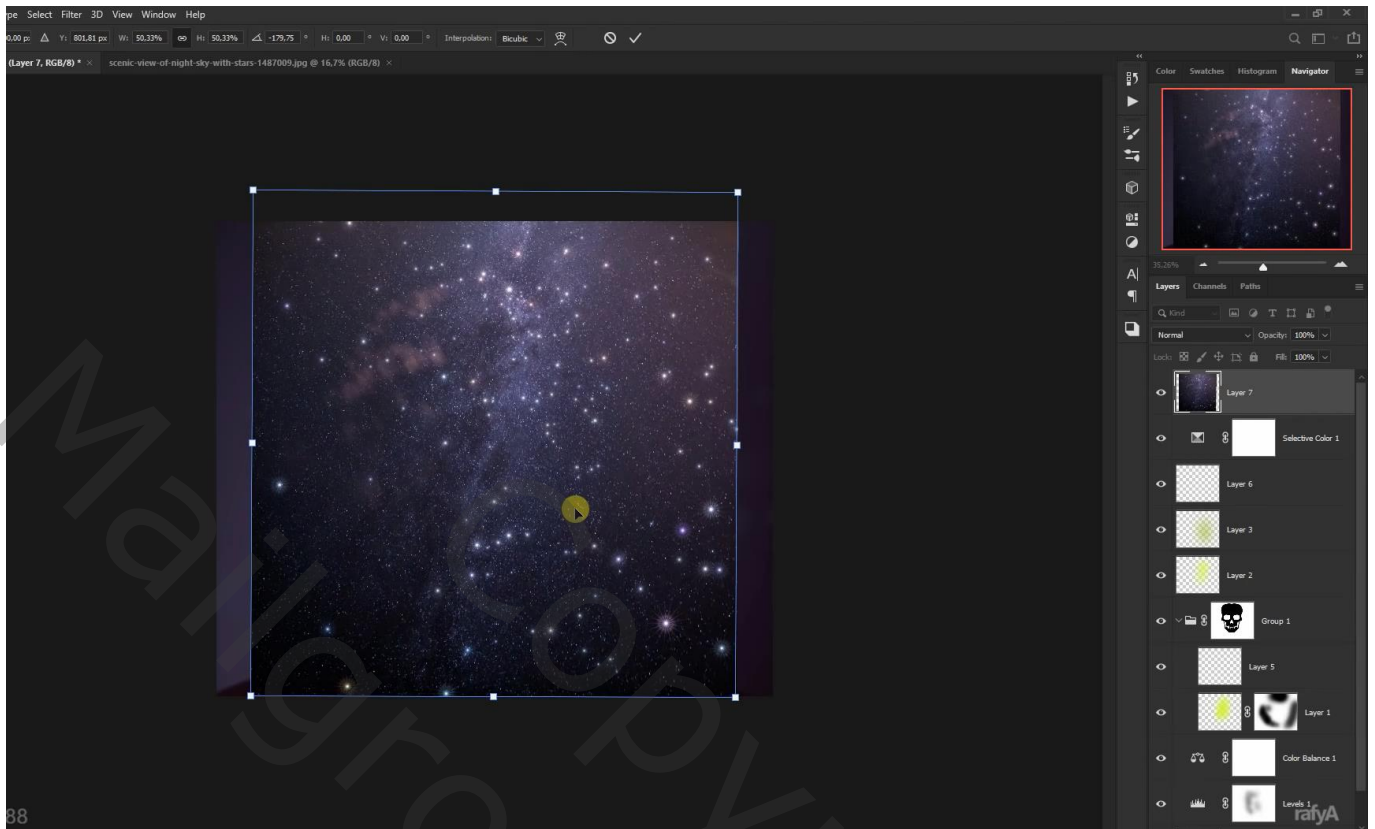 ype Select Filter 3D View Window Help
00,00 p: Y: 801.81 px W: 50,33% H: 50,33% -179,75 ° H: 0,00 ° V: 0,00 ° Interpolation: Bicubic
(Layer 7, RGB/8) * × scenic-view-of-night-sky-with-stars-1487009.jpg @ 16,7% (RGB/8) ×
Color Swatches Histogram Navigator
35.26%
Layers Channels Paths
Kind
Normal Opacity: 100%
Lock: Fill: 100%
Layer 7
Selective Color 1
Layer 6
Layer 3
Layer 2
Group 1
Layer 5
Layer 1
Color Balance 1
Levels 1
88
rafyA